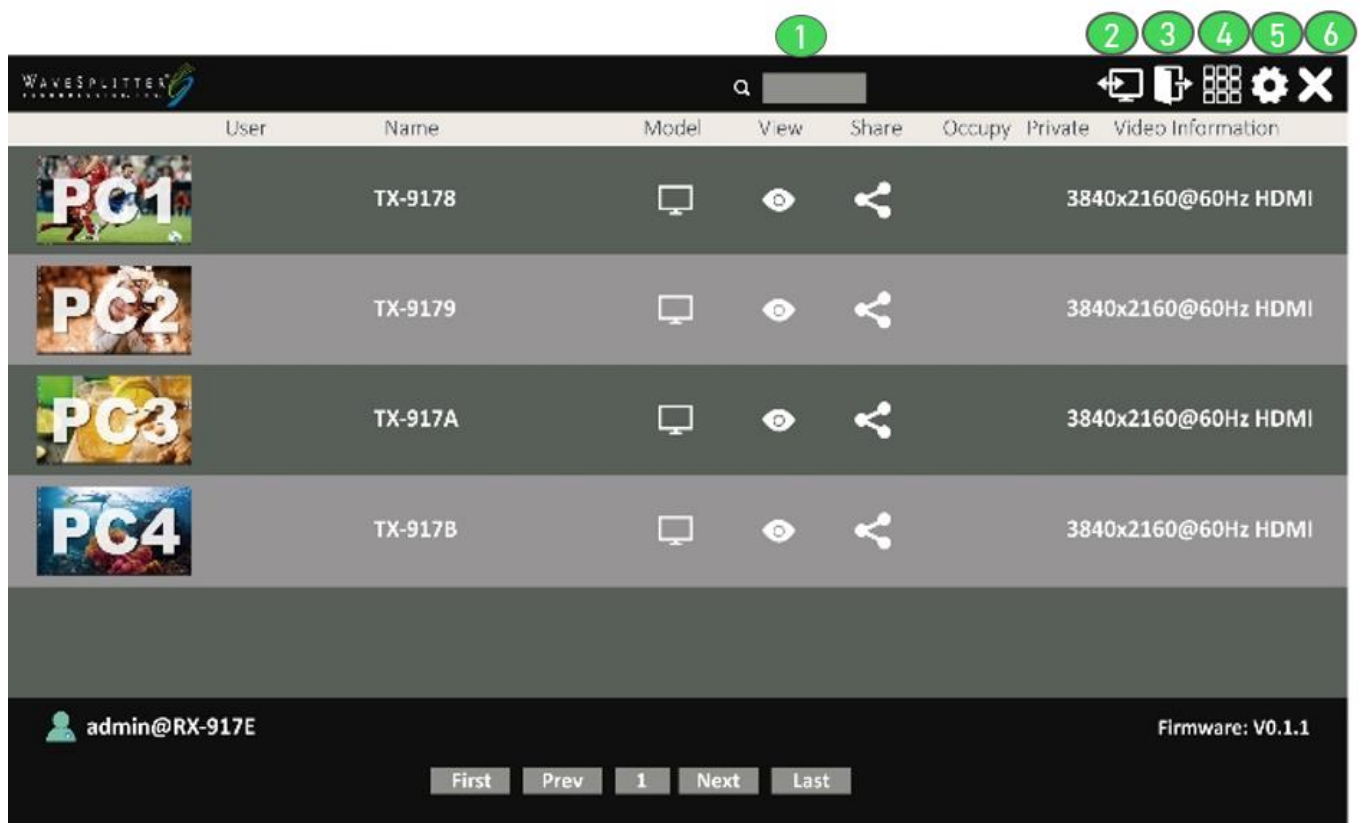 1
2 3 4 5 6
WAVESPLITTER
User Name Model View Share Occupy Private Video Information
PC1 TX-9178 3840x2160@60Hz HDMI
PC2 TX-9179 3840x2160@60Hz HDMI
PC3 TX-917A 3840x2160@60Hz HDMI
PC4 TX-917B 3840x2160@60Hz HDMI
admin@RX-917E Firmware: V0.1.1
First Prev 1 Next Last